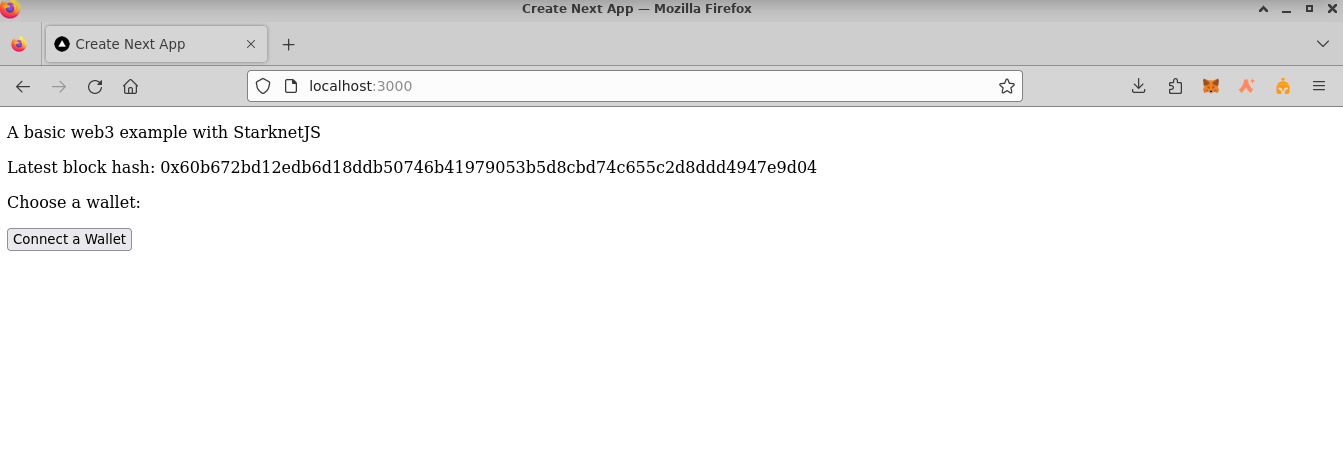 Create Next App — Mozilla Firefox
Create Next App
localhost:3000
A basic web3 example with StarknetJS
Latest block hash: 0x60b672bd12edb6d18ddb50746b41979053b5d8cbd74c655c2d8ddd4947e9d04
Choose a wallet:
Connect a Wallet